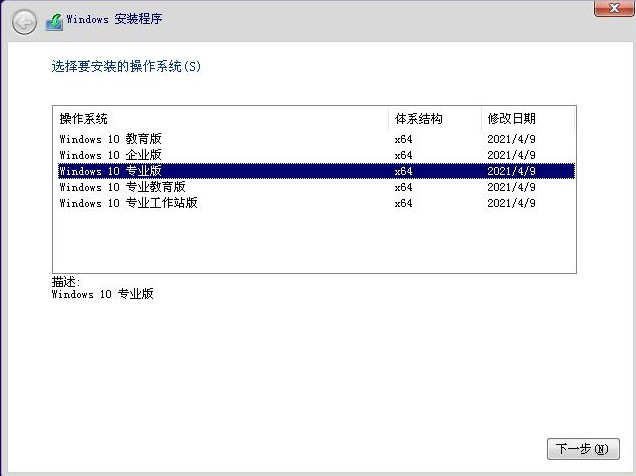 Windows 安装程序
选择要安装的操作系统(S)
操作系统 体系结构 修改日期
Windows 10 教育版 x64 2021/4/9
Windows 10 企业版 x64 2021/4/9
Windows 10 专业版 x64 2021/4/9
Windows 10 专业教育版 x64 2021/4/9
Windows 10 专业工作站版 x64 2021/4/9
描述:
Windows 10 专业版
下一步(N)